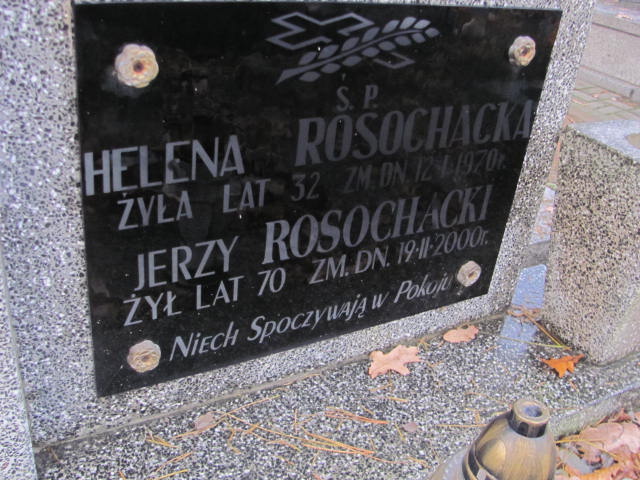 Ś. P.
HELENA ROSOCHACKA
ŻYŁA LAT 32 ZM. DN. 12·I·1970r.
JERZY ROSOCHACKI
ŻYŁ LAT 70 ZM. DN. 19·II·2000r.
Niech Spoczywają w Pokoju